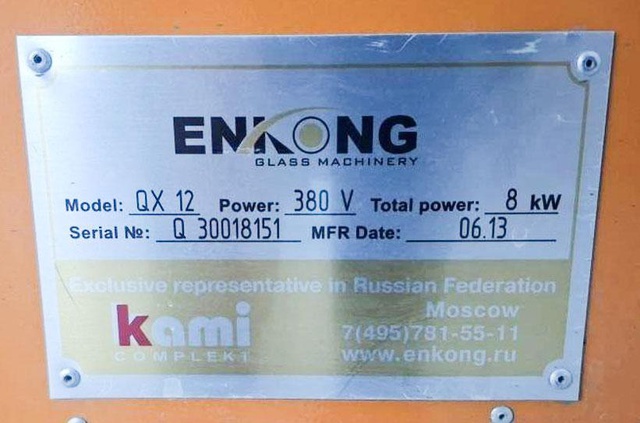 ENKONG
GLASS MACHINERY
Model: QX 12 Power: 380 V Total power: 8 kW
Serial №: Q 30018151 MFR Date: 06.13
Exclusive representative in Russian Federation
kami
COMPLEKT
Moscow
7(495)781-55-11
www.enkong.ru